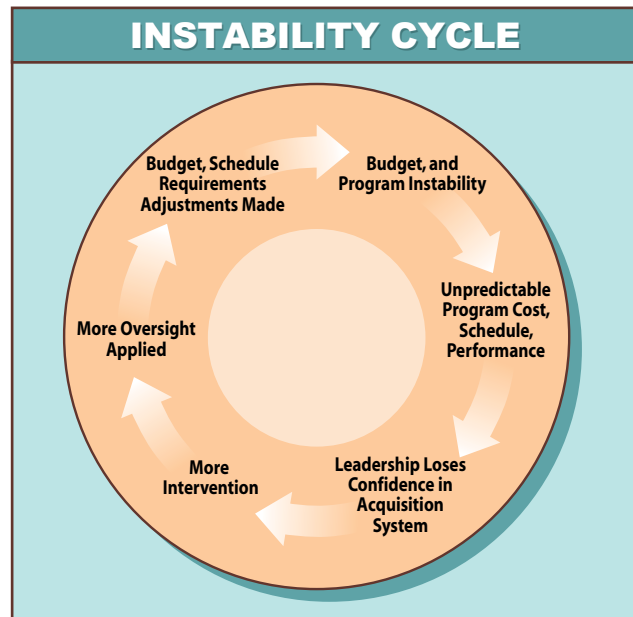 INSTABILITY CYCLE
Budget, Schedule
Requirements
Adjustments Made
Budget, and
Program Instability
Unpredictable
Program Cost,
Schedule,
Performance
Leadership Loses
Confidence in
Acquisition
System
More
Intervention
More Oversight
Applied